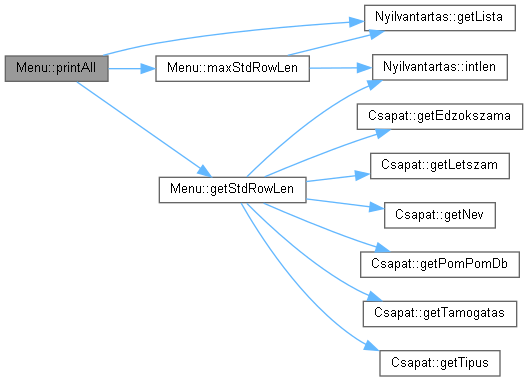 Menu::printAll
Menu::maxStdRowLen
Menu::getStdRowLen
Nyilvantartas::getLista
Nyilvantartas::intlen
Csapat::getEdzokszama
Csapat::getLetszam
Csapat::getNev
Csapat::getPomPomDb
Csapat::getTamogatas
Csapat::getTipus